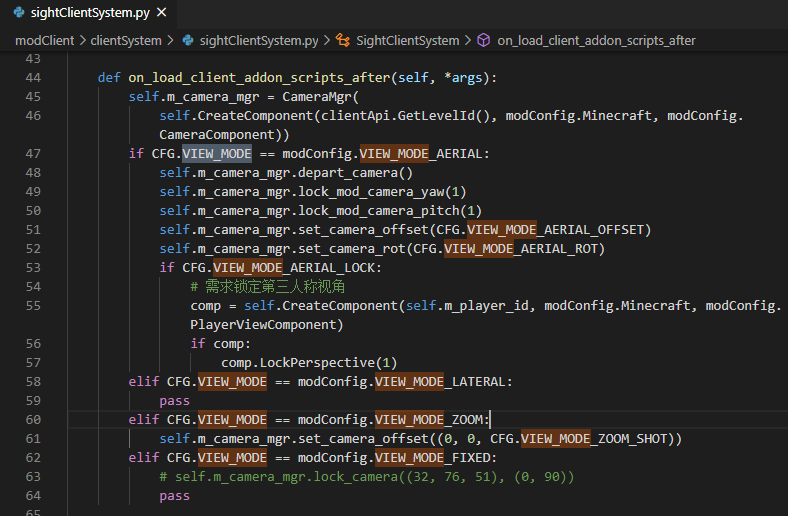 sightClientSystem.py ×
modClient > clientSystem > sightClientSystem.py > SightClientSystem > on_load_client_addon_scripts_after
43
44 def on_load_client_addon_scripts_after(self, *args):
45 self.m_camera_mgr = CameraMgr(
46 self.CreateComponent(clientApi.GetLevelId(), modConfig.Minecraft, modConfig.
CameraComponent))
47 if CFG.VIEW_MODE == modConfig.VIEW_MODE_AERIAL:
48 self.m_camera_mgr.depart_camera()
49 self.m_camera_mgr.lock_mod_camera_yaw(1)
50 self.m_camera_mgr.lock_mod_camera_pitch(1)
51 self.m_camera_mgr.set_camera_offset(CFG.VIEW_MODE_AERIAL_OFFSET)
52 self.m_camera_mgr.set_camera_rot(CFG.VIEW_MODE_AERIAL_ROT)
53 if CFG.VIEW_MODE_AERIAL_LOCK:
54 # 需求锁定第三人称视角
55 comp = self.CreateComponent(self.m_player_id, modConfig.Minecraft, modConfig.
PlayerViewComponent)
56 if comp:
57 comp.LockPerspective(1)
58 elif CFG.VIEW_MODE == modConfig.VIEW_MODE_LATERAL:
59 pass
60 elif CFG.VIEW_MODE == modConfig.VIEW_MODE_ZOOM:
61 self.m_camera_mgr.set_camera_offset((0, 0, CFG.VIEW_MODE_ZOOM_SHOT))
62 elif CFG.VIEW_MODE == modConfig.VIEW_MODE_FIXED:
63 # self.m_camera_mgr.lock_camera((32, 76, 51), (0, 90))
64 pass
65